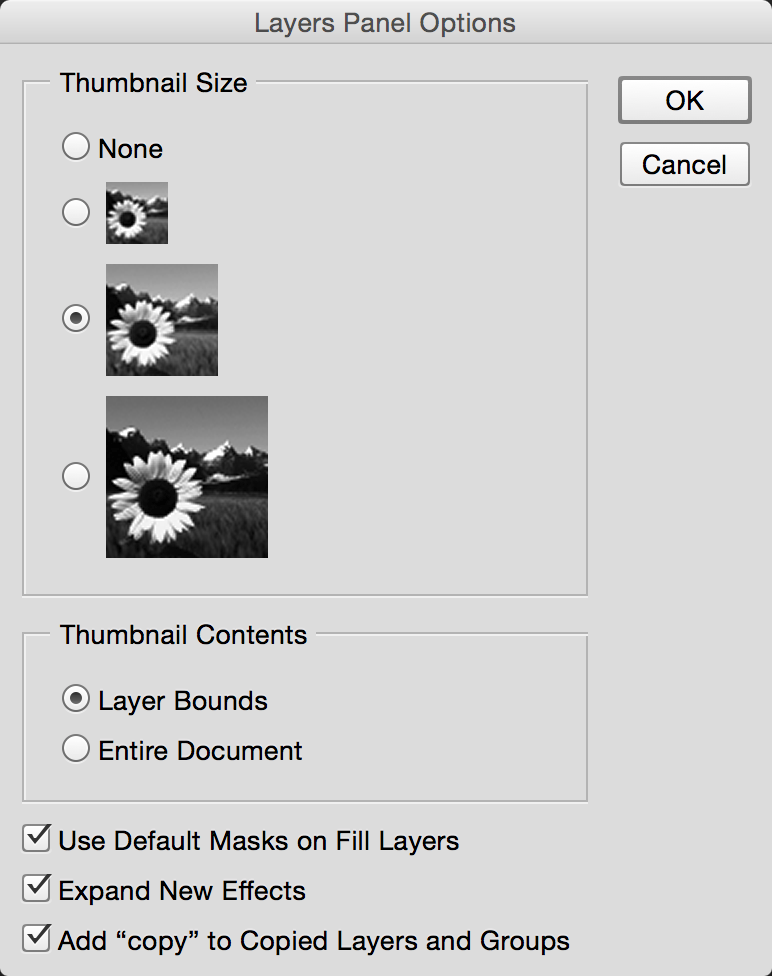 Layers Panel Options
Thumbnail Size
OK
None
Cancel
Thumbnail Contents
Layer Bounds
Entire Document
Use Default Masks on Fill Layers
Expand New Effects
Add “copy” to Copied Layers and Groups